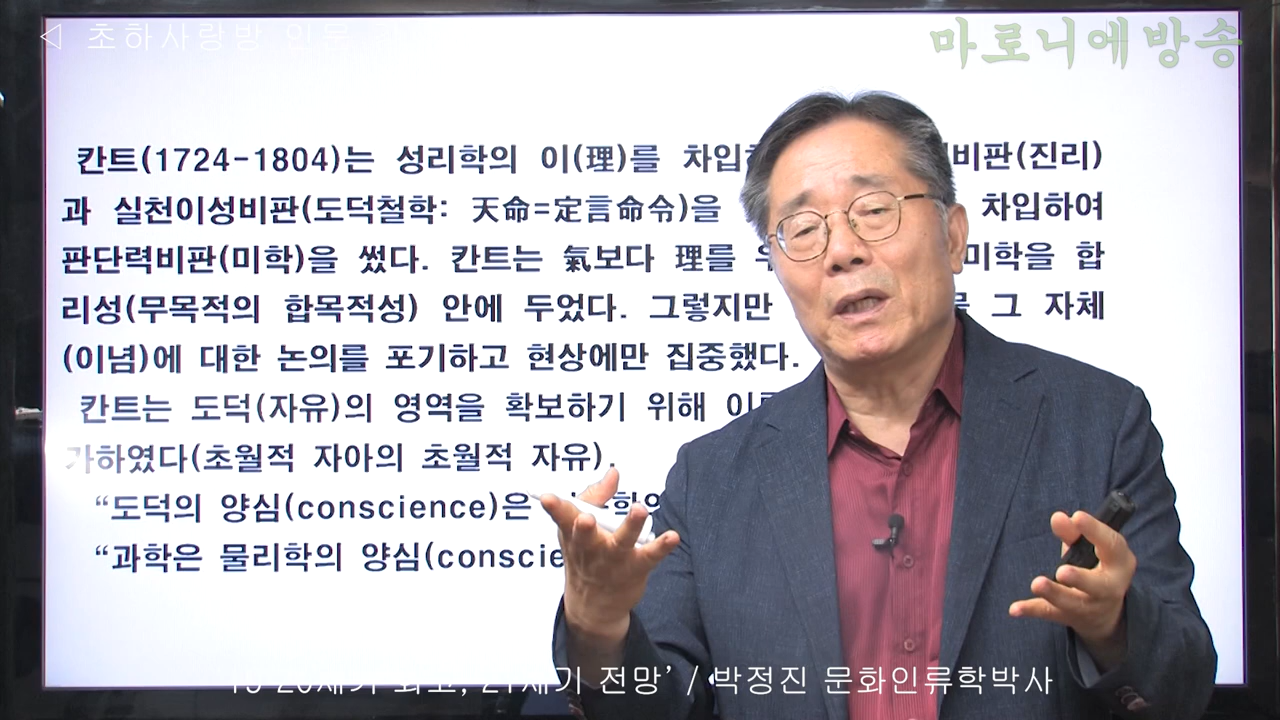 ◁ 초하사랑방 인문
마로니에방송
칸트(1724-1804)는 성리학의 이(理)를 비판(진리)
과 실천이성비판(도덕철학: 天命=定言命令)을 차입하여
판단력비판(미학)을 썼다. 칸트는 氣보다 理를 미학을 합
리성(무목적의 합목적성) 안에 두었다. 그렇지만 그 자체
(이념)에 대한 논의를 포기하고 현상에만 집중했다.
칸트는 도덕(자유)의 영역을 확보하기 위해
가하였다(초월적 자아의 초월적 자유).
“도덕의 양심(conscience)은
“과학은 물리학의 양심
전망’ / 박정진 문화인류학박사